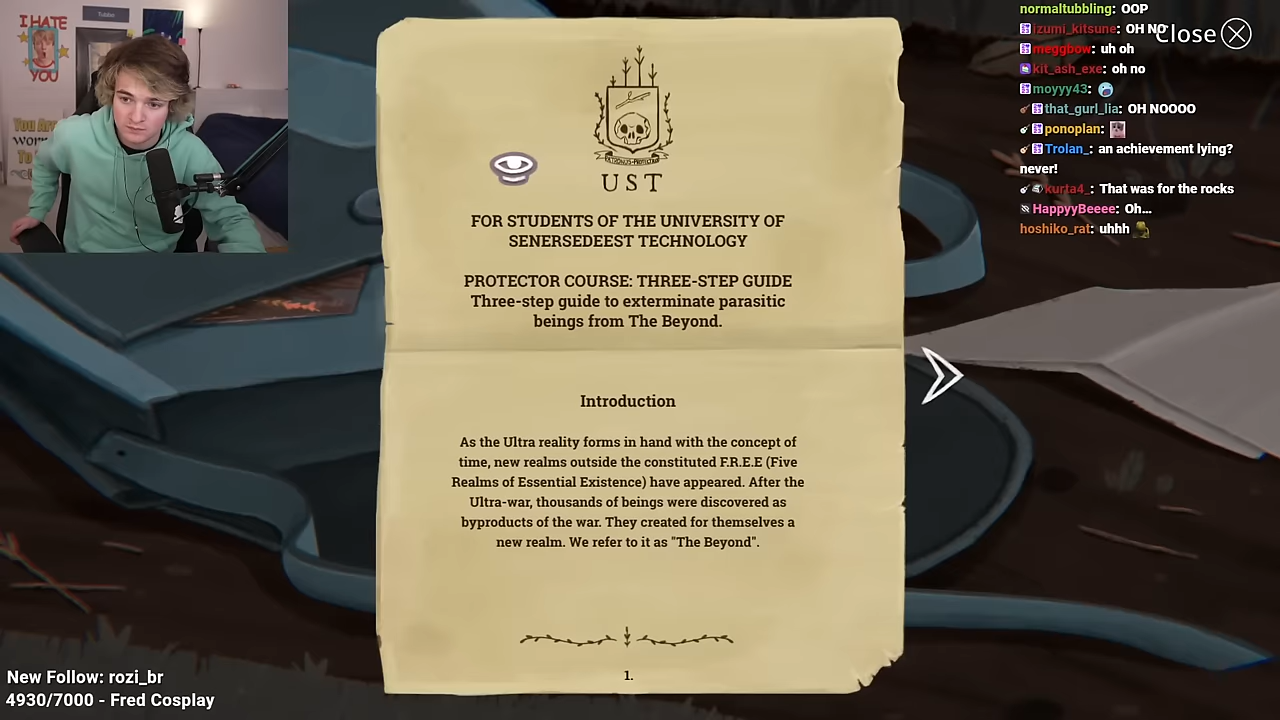 I HATE
YOU
Tubbo
You Are
normaltubbling: OOP
izumi_kitsune: OH NO
Close
meggbow: uh oh
kit_ash_exe: oh no
moyyy43:
that_gurl_lia: OH NOOOO
ponoplan:
Trolan_: an achievement lying?
never!
kurta4_: That was for the rocks
HappyyBeeee: Oh...
hoshiko_rat: uhhh
UST
FOR STUDENTS OF THE UNIVERSITY OF
SENERSEDEEST TECHNOLOGY
PROTECTOR COURSE: THREE-STEP GUIDE
Three-step guide to exterminate parasitic
beings from The Beyond.
Introduction
As the Ultra reality forms in hand with the concept of
time, new realms outside the constituted F.R.E.E (Five
Realms of Essential Existence) have appeared. After the
Ultra-war, thousands of beings were discovered as
byproducts of the war. They created for themselves a
new realm. We refer to it as "The Beyond".
1.
New Follow: rozi_br
4930/7000 - Fred Cosplay